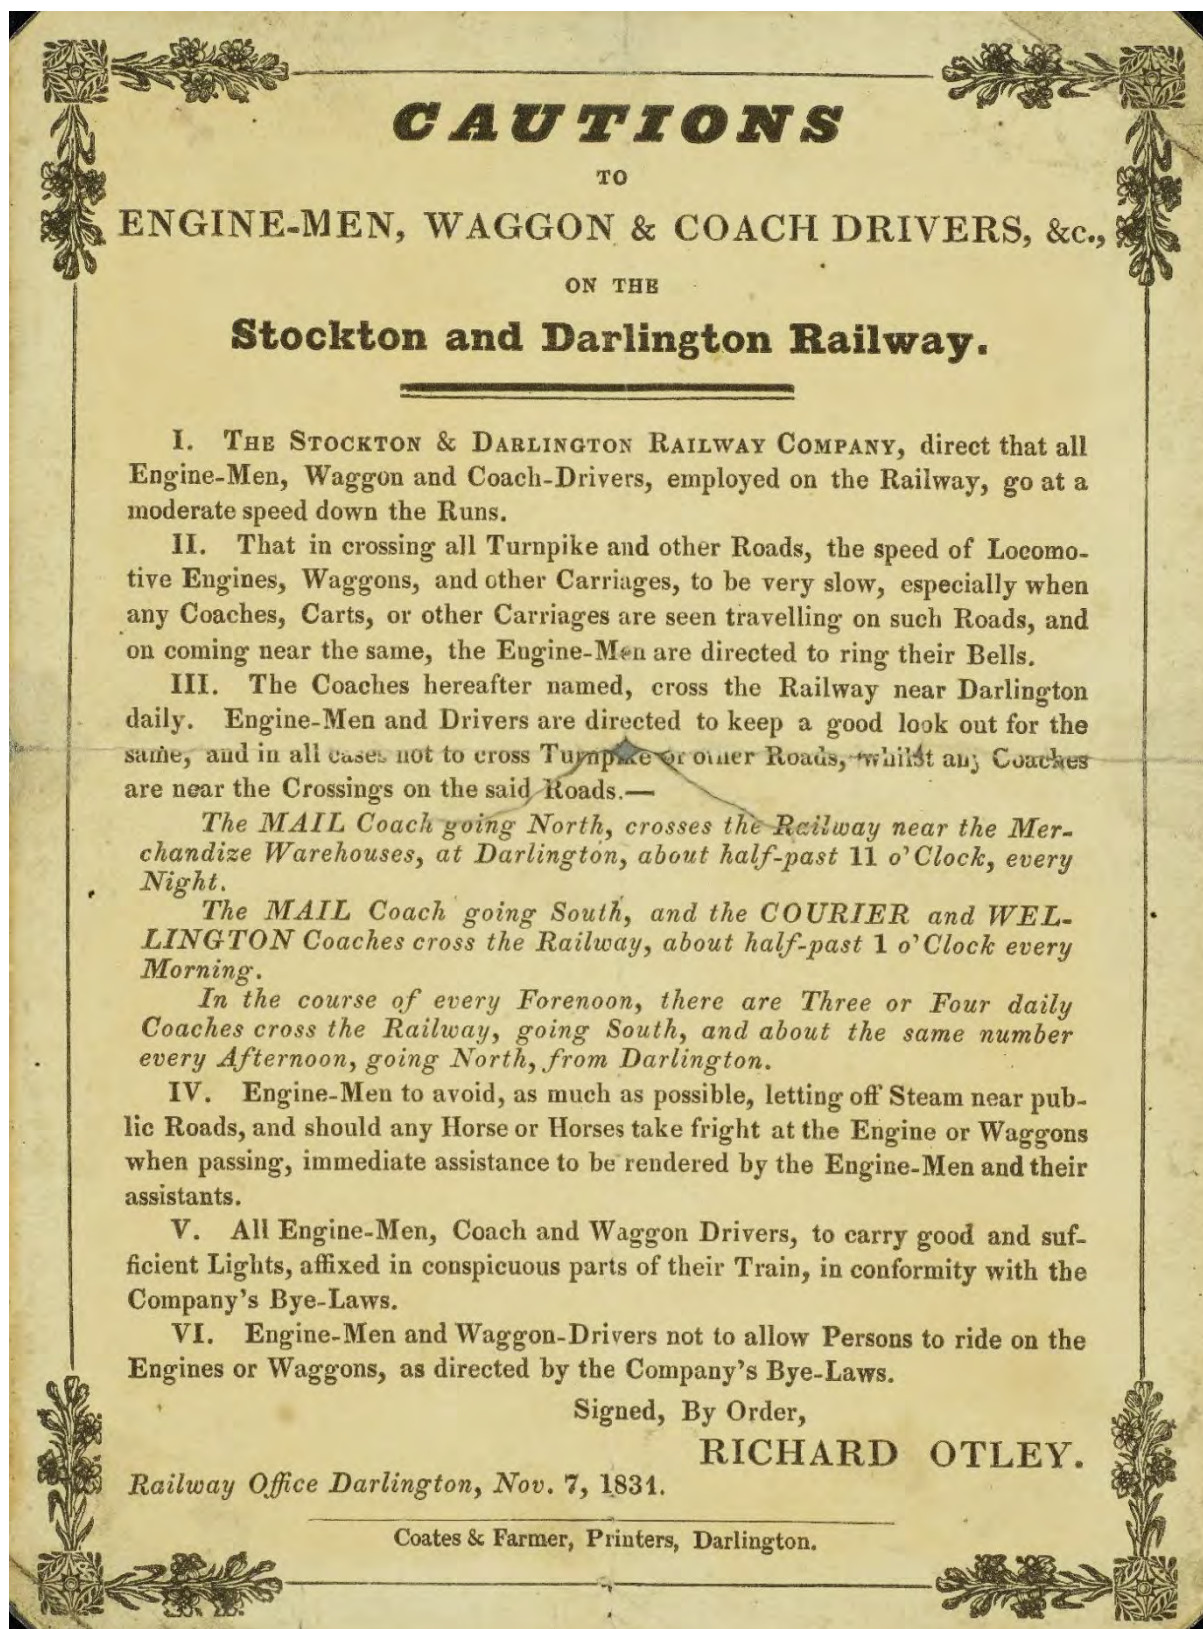 CAUTIONS
TO
ENGINE-MEN, WAGGON & COACH DRIVERS, &c.,
ON THE
Stockton and Darlington Railway.
I. THE STOCKTON & DARLINGTON RAILWAY COMPANY, direct that all
Engine-Men, Waggon and Coach-Drivers, employed on the Railway, go at a
moderate speed down the Runs.
II. That in crossing all Turnpike and other Roads, the speed of Locomo-
tive Engines, Waggons, and other Carriages, to be very slow, especially when
any Coaches, Carts, or other Carriages are seen travelling on such Roads, and
on coming near the same, the Engine-Men are directed to ring their Bells.
III. The Coaches hereafter named, cross the Railway near Darlington
daily. Engine-Men and Drivers are directed to keep a good look out for the
same, and in all cases not to cross Turnpike or other Roads, whilst any Coaches
are near the Crossings on the said Roads.—
The MAIL Coach going North, crosses the Railway near the Mer-
chandize Warehouses, at Darlington, about half-past 11 o'Clock, every
Night.
The MAIL Coach going South, and the COURIER and WEL-
LINGTON Coaches cross the Railway, about half-past 1 o'Clock every
Morning.
In the course of every Forenoon, there are Three or Four daily
Coaches cross the Railway, going South, and about the same number
every Afternoon, going North, from Darlington.
IV. Engine-Men to avoid, as much as possible, letting off Steam near pub-
lic Roads, and should any Horse or Horses take fright at the Engine or Waggons
when passing, immediate assistance to be rendered by the Engine-Men and their
assistants.
V. All Engine-Men, Coach and Waggon Drivers, to carry good and suf-
ficient Lights, affixed in conspicuous parts of their Train, in conformity with the
Company's Bye-Laws.
VI. Engine-Men and Waggon-Drivers not to allow Persons to ride on the
Engines or Waggons, as directed by the Company's Bye-Laws.
Signed, By Order,
RICHARD OTLEY.
Railway Office Darlington, Nov. 7, 1831.
Coates & Farmer, Printers, Darlington.